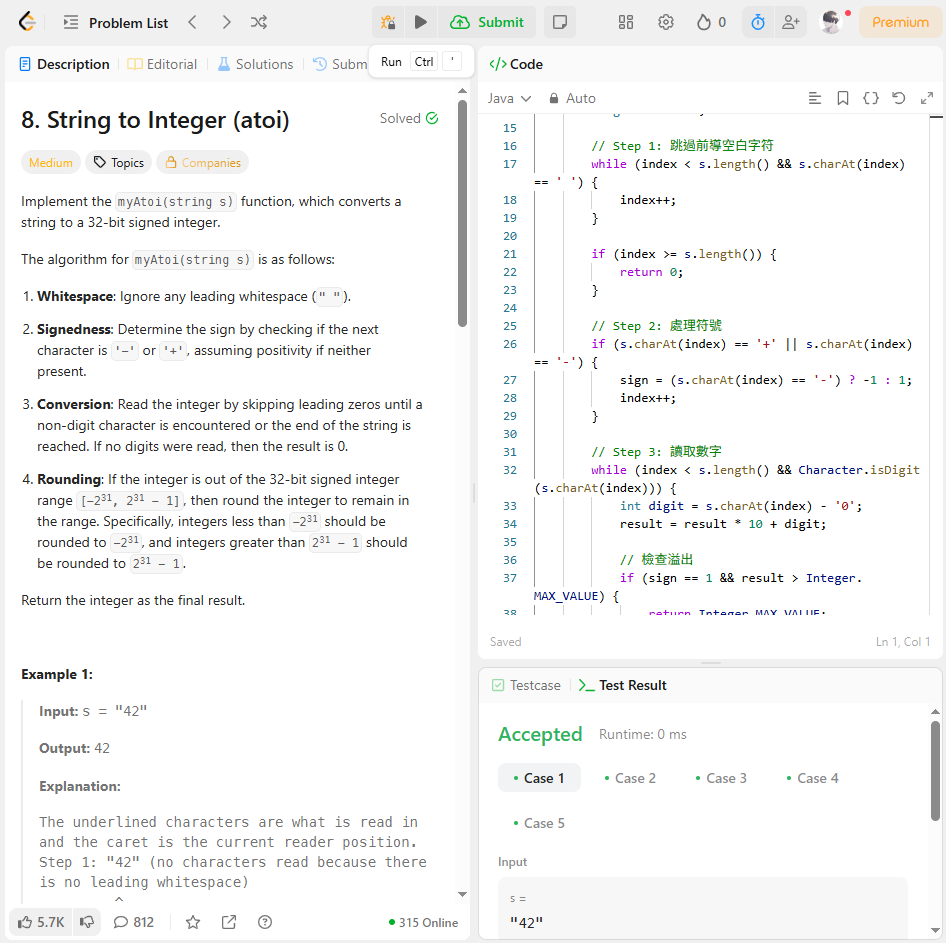 Problem List
Submit
0
Premium
Description
Editorial
Solutions
Subm
Run Ctrl '
8. String to Integer (atoi)
Solved
Medium
Topics
Companies
Implement the myAtoi(string s) function, which converts a
string to a 32-bit signed integer.
The algorithm for myAtoi(string s) is as follows:
1. Whitespace: Ignore any leading whitespace (" ").
2. Signedness: Determine the sign by checking if the next
character is '-' or '+', assuming positivity if neither
present.
3. Conversion: Read the integer by skipping leading zeros until a
non-digit character is encountered or the end of the string is
reached. If no digits were read, then the result is 0.
4. Rounding: If the integer is out of the 32-bit signed integer
range [-2³¹, 2³¹ - 1], then round the integer to remain in
the range. Specifically, integers less than -2³¹ should be
rounded to -2³¹, and integers greater than 2³¹ - 1 should
be rounded to 2³¹ - 1.
Return the integer as the final result.
Example 1:
Input: s = "42"
Output: 42
Explanation:
The underlined characters are what is read in
and the caret is the current reader position.
Step 1: "42" (no characters read because there
is no leading whitespace)
^
5.7K
812
315 Online
</> Code
Java
Auto
15
16 // Step 1: 跳過前導空白字符
17 while (index < s.length() && s.charAt(index)
== ' ') {
18 index++;
19 }
20
21 if (index >= s.length()) {
22 return 0;
23 }
24
25 // Step 2: 處理符號
26 if (s.charAt(index) == '+' || s.charAt(index)
== '-') {
27 sign = (s.charAt(index) == '-') ? -1 : 1;
28 index++;
29 }
30
31 // Step 3: 讀取數字
32 while (index < s.length() && Character.isDigit
(s.charAt(index))) {
33 int digit = s.charAt(index) - '0';
34 result = result * 10 + digit;
35
36 // 檢查溢出
37 if (sign == 1 && result > Integer.
MAX_VALUE) {
38 return Integer.MAX_VALUE;
Saved
Ln 1, Col 1
Testcase
Test Result
Accepted
Runtime: 0 ms
Case 1
Case 2
Case 3
Case 4
Case 5
Input
s =
"42"